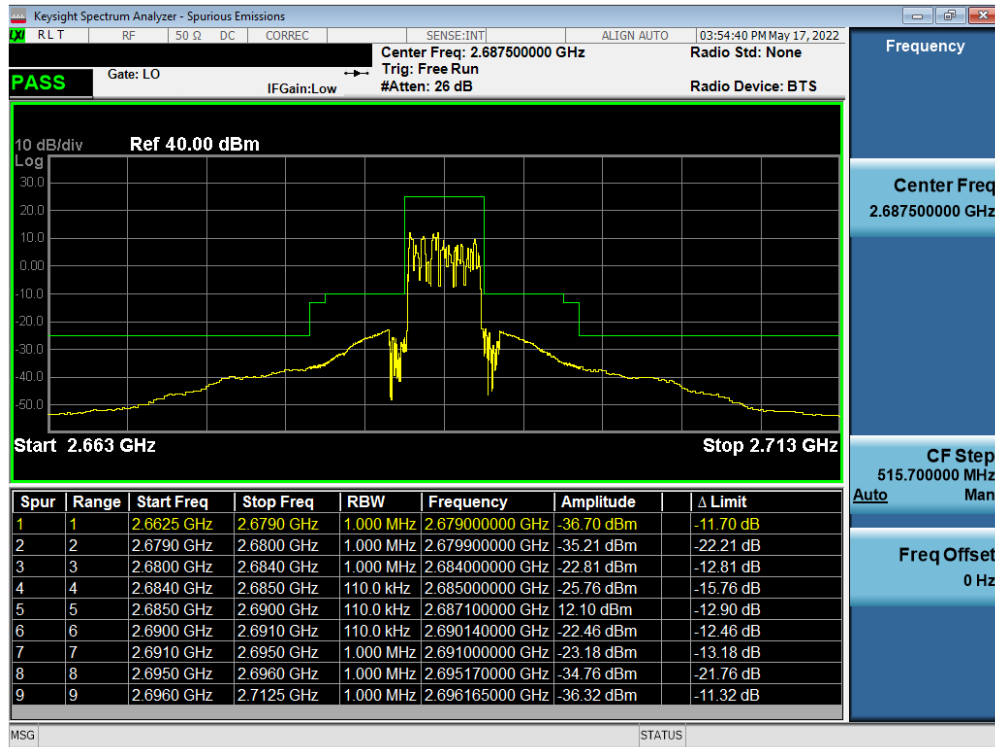 Keysight Spectrum Analyzer - Spurious Emissions
LXI RLT RF 50 Ω DC CORREC SENSE:INT ALIGN AUTO 03:54:40 PM May 17, 2022
Center Freq: 2.687500000 GHz Radio Std: None
Trig: Free Run
PASS Gate: LO IFGain:Low #Atten: 26 dB Radio Device: BTS
10 dB/div Ref 40.00 dBm
Log
30.0
20.0
10.0
0.00
-10.0
-20.0
-30.0
-40.0
-50.0
Start 2.663 GHz Stop 2.713 GHz
Spur Range Start Freq Stop Freq RBW Frequency Amplitude Δ Limit
1 1 2.6625 GHz 2.6790 GHz 1.000 MHz 2.679000000 GHz -36.70 dBm -11.70 dB
2 2 2.6790 GHz 2.6800 GHz 1.000 MHz 2.679900000 GHz -35.21 dBm -22.21 dB
3 3 2.6800 GHz 2.6840 GHz 1.000 MHz 2.684000000 GHz -22.81 dBm -12.81 dB
4 4 2.6840 GHz 2.6850 GHz 110.0 kHz 2.685000000 GHz -25.76 dBm -15.76 dB
5 5 2.6850 GHz 2.6900 GHz 110.0 kHz 2.687100000 GHz 12.10 dBm -12.90 dB
6 6 2.6900 GHz 2.6910 GHz 110.0 kHz 2.690140000 GHz -22.46 dBm -12.46 dB
7 7 2.6910 GHz 2.6950 GHz 1.000 MHz 2.691000000 GHz -23.18 dBm -13.18 dB
8 8 2.6950 GHz 2.6960 GHz 1.000 MHz 2.695170000 GHz -34.76 dBm -21.76 dB
9 9 2.6960 GHz 2.7125 GHz 1.000 MHz 2.696165000 GHz -36.32 dBm -11.32 dB
MSG STATUS
Frequency
Center Freq
2.687500000 GHz
CF Step
515.700000 MHz
Auto Man
Freq Offset
0 Hz